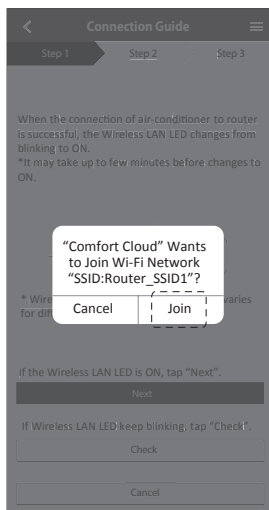 Connection Guide
Step 1
Step 2
Step 3
When the connection of air-conditioner to router
is successful, the Wireless LAN LED changes from
blinking to ON.
*It may take up to few minutes before changes to
ON.
"Comfort Cloud" Wants
to Join Wi-Fi Network
"SSID:Router_SSID1"?
Cancel
Join
* Wire
varies
for diff
If the Wireless LAN LED is ON, tap "Next".
Next
If Wireless LAN LED keep blinking, tap "Check".
Check
Cancel